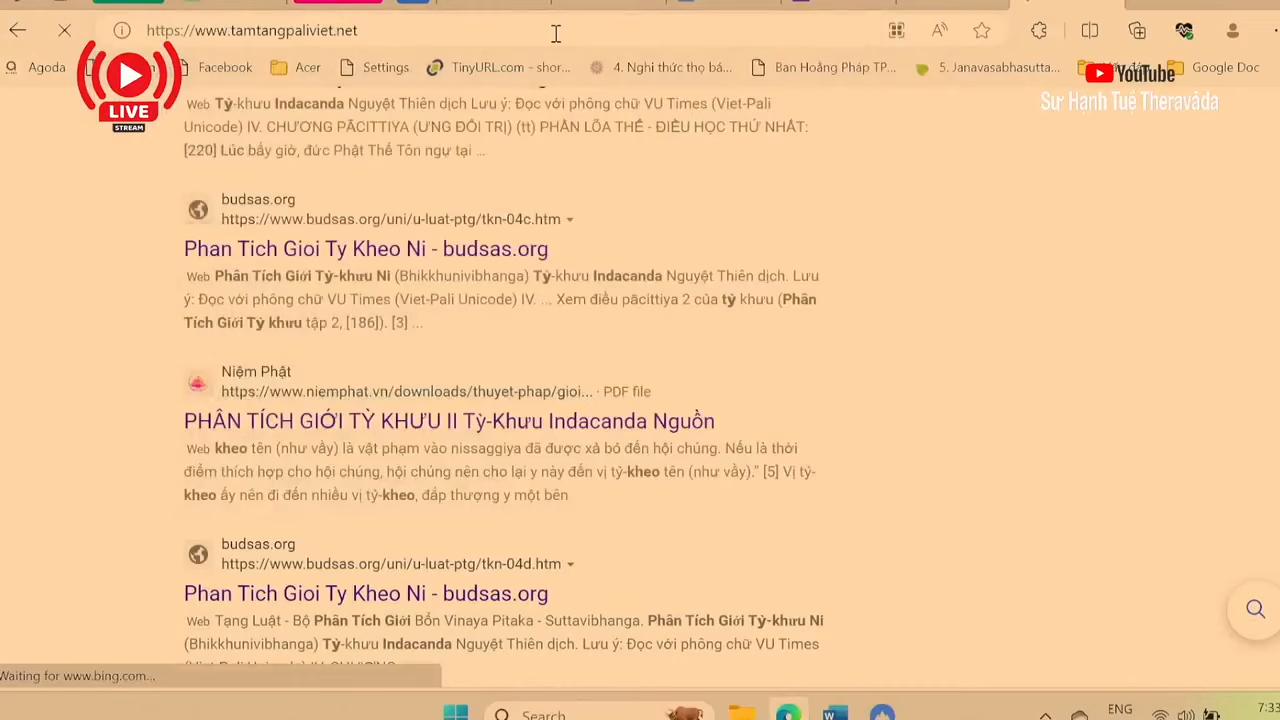 https://www.tamtangpaliviet.net
Agoda
Facebook
Acer
Settings
TinyURL.com – shor...
4. Nghi thức thọ bá...
Ban Hoằng Pháp TP...
5. Janavasabhasutta...
Google Doc
LIVE
STREAM
YouTube
Sư Hạnh Tuệ Theravāda
Web Tỳ-khưu Indacanda Nguyệt Thiên dịch Lưu ý: Đọc với phông chữ VU Times (Viet-Pali
Unicode) IV. CHƯƠNG PĀCITTIYA (ƯNG ĐỐI TRỊ) (tt) PHẦN LÕA THỂ - ĐIỀU HỌC THỨ NHẤT:
[220] Lúc bấy giờ, đức Phật Thế Tôn ngự tại ...
budsas.org
https://www.budsas.org/uni/u-luat-ptg/tkn-04c.htm
Phan Tich Gioi Ty Kheo Ni - budsas.org
Web Phân Tích Giới Tỳ-khưu Ni (Bhikkhunivibhanga) Tỳ-khưu Indacanda Nguyệt Thiên dịch. Lưu
ý: Đọc với phông chữ VU Times (Viet-Pali Unicode) IV. ... Xem điều pācittiya 2 của tỳ khưu (Phân
Tích Giới Tỳ khưu tập 2, [186]). [3] ...
Niệm Phật
https://www.niemphat.vn/downloads/thuyet-phap/gioi... · PDF file
PHÂN TÍCH GIỚI TỲ KHƯU II Tỳ-Khưu Indacanda Nguồn
Web kheo tên (như vầy) là vật phạm vào nissaggiya đã được xả bỏ đến hội chúng. Nếu là thời
điểm thích hợp cho hội chúng, hội chúng nên cho lại y này đến vị tỳ-kheo tên (như vầy).” [5] Vị tỳ-
kheo ấy nên đi đến nhiều vị tỳ-kheo, đắp thượng y một bên
budsas.org
https://www.budsas.org/uni/u-luat-ptg/tkn-04d.htm
Phan Tich Gioi Ty Kheo Ni - budsas.org
Web Tạng Luật - Bộ Phân Tích Giới Bổn Vinaya Pitaka - Suttavibhanga. Phân Tích Giới Tỳ-khưu Ni
(Bhikkhunivibhanga) Tỳ-khưu Indacanda Nguyệt Thiên dịch. Lưu ý: Đọc với phông chữ VU Times
Waiting for www.bing.com...
Search
ENG
7:33